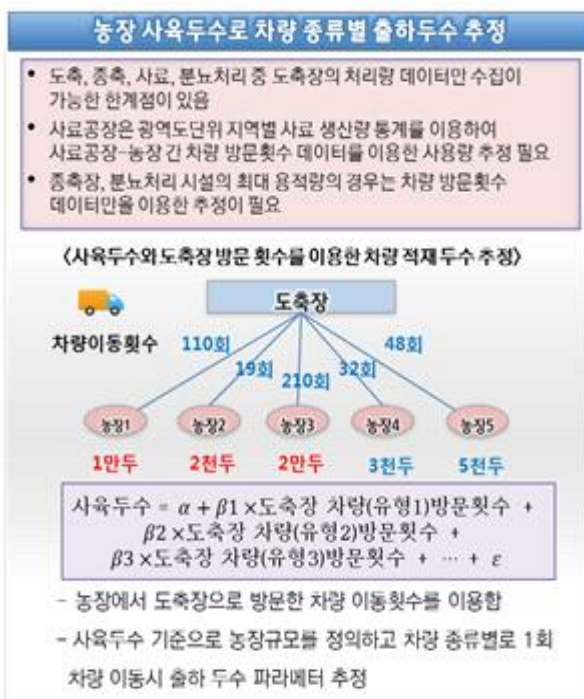 농장 사육두수로 차량 종류별 출하두수 추정
• 도축, 종축, 사료, 분뇨처리 중 도축장의 처리량 데이터만 수집이
가능한 한계점이 있음
• 사료공장은 광역도단위 지역별 사료 생산량 통계를 이용하여
사료공장-농장 간 차량 방문횟수 데이터를 이용한 사용량 추정 필요
• 종축장, 분뇨처리 시설의 최대 용적량의 경우는 차량 방문횟수
데이터만을 이용한 추정이 필요
<사육두수와 도축장 방문 횟수를 이용한 차량 적재 두수 추정>
도축장
차량이동횟수 110회 19회 210회 32회 48회
농장1 농장2 농장3 농장4 농장5
1만두 2천두 2만두 3천두 5천두
사육두수 = α + β1 ×도축장 차량(유형1)방문횟수 +
β2 ×도축장 차량(유형2)방문횟수 +
β3 ×도축장 차량(유형3)방문횟수 + ⋯ + ε
- 농장에서 도축장으로 방문한 차량 이동횟수를 이용함
- 사육두수 기준으로 농장규모를 정의하고 차량 종류별로 1회
차량 이동시 출하 두수 파라메터 추정